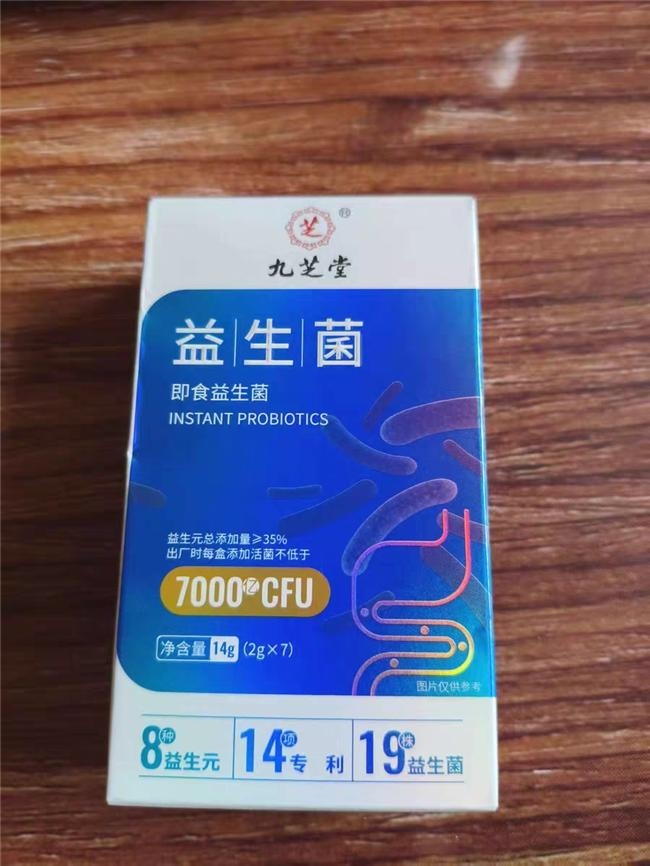 芝
®
九芝堂
益生菌
即食益生菌
INSTANT PROBIOTICS
益生元总添加量≥35%
出厂时每盒添加活菌不低于
7000亿CFU
净含量 14g (2g×7)
图片仅供参考
8种益生元 14项专利 19株益生菌